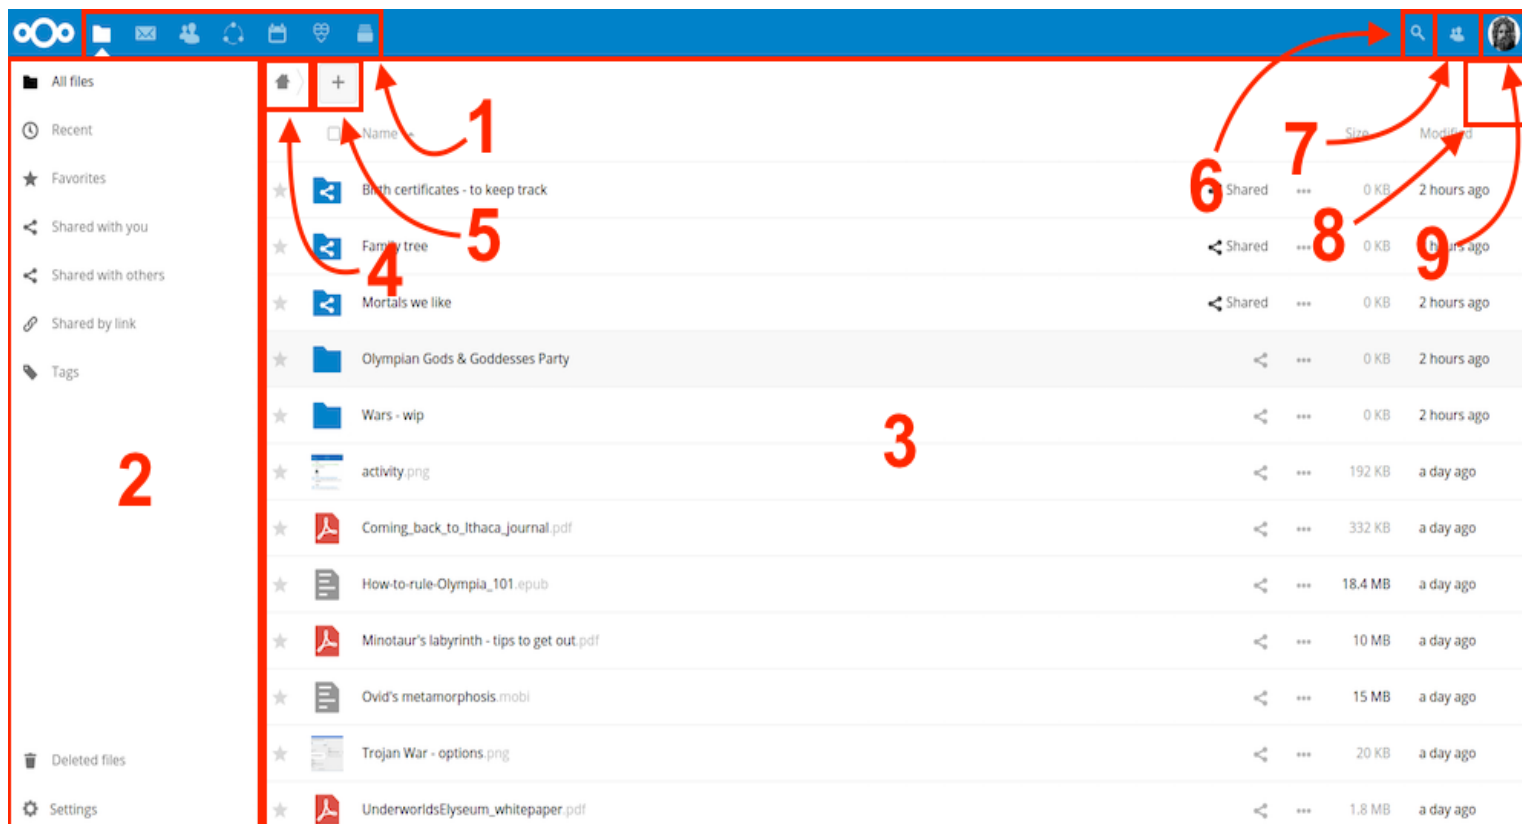 All files
Recent
Favorites
Shared with you
Shared with others
Shared by link
Tags
Deleted files
Settings
+
Name Size Modified
Birth certificates - to keep track Shared ... 0 KB 2 hours ago
Family tree Shared ... 0 KB hours ago
Mortals we like Shared ... 0 KB 2 hours ago
Olympian Gods & Goddesses Party ... 0 KB 2 hours ago
Wars - wip ... 0 KB 2 hours ago
activity.png ... 192 KB a day ago
Coming_back_to_Ithaca_journal.pdf ... 332 KB a day ago
How-to-rule-Olympia_101.epub ... 18.4 MB a day ago
Minotaur's labyrinth - tips to get out.pdf ... 10 MB a day ago
Ovid's metamorphosis.mobi ... 15 MB a day ago
Trojan War - options.png ... 20 KB a day ago
UnderworldsElyseum_whitepaper.pdf ... 1.8 MB a day ago
1
2
3
4
5
6
7
8
9